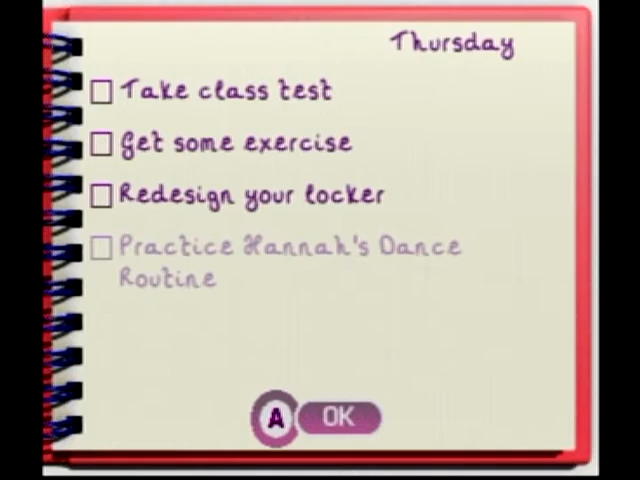 Thursday
Take class test
Get some exercise
Redesign your locker
Practice Hannah's Dance
Routine
A OK